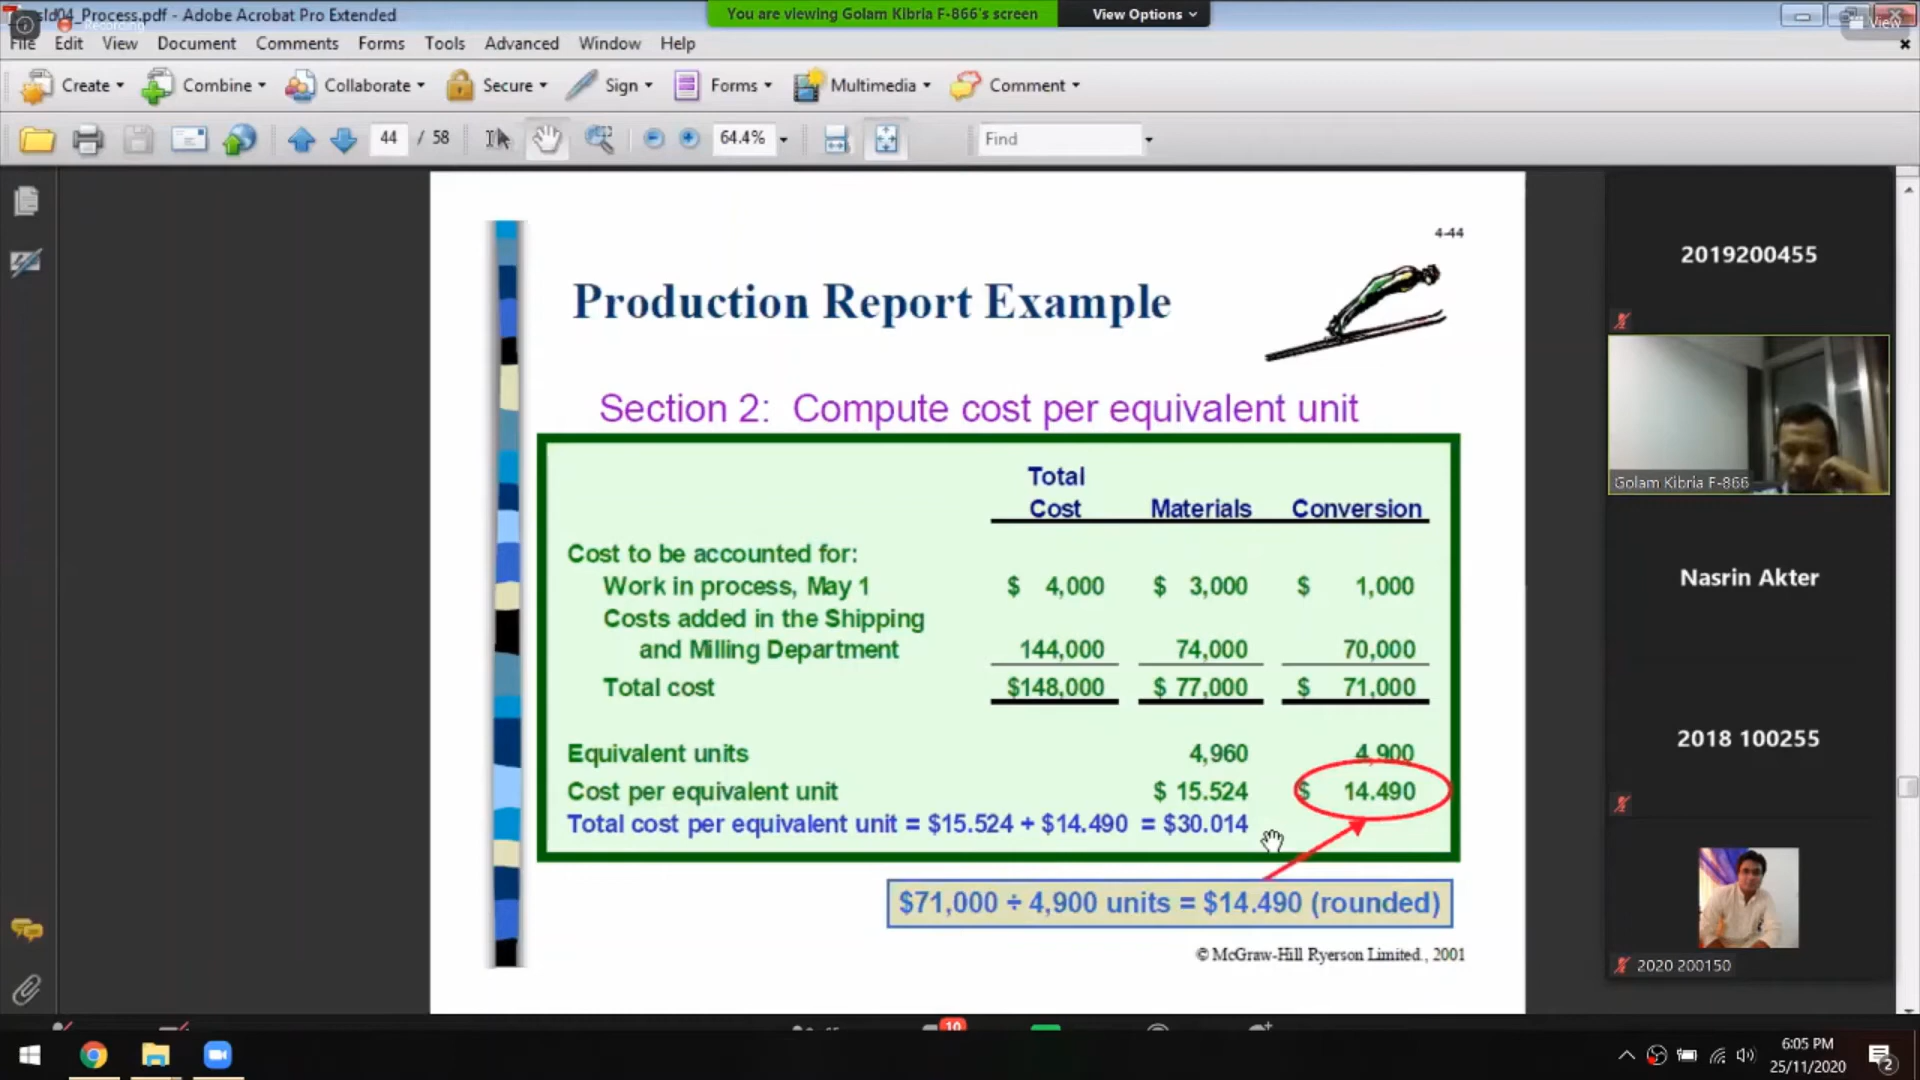 sld04_Process.pdf - Adobe Acrobat Pro Extended
Recording
You are viewing Golam Kibria F-866's screen
View Options
View
File Edit View Document Comments Forms Tools Advanced Window Help
Create Combine Collaborate Secure Sign Forms Multimedia Comment
44 / 58 64.4% Find
4-44
Production Report Example
Section 2: Compute cost per equivalent unit
Total
Cost Materials Conversion
Cost to be accounted for:
Work in process, May 1 $ 4,000 $ 3,000 $ 1,000
Costs added in the Shipping
and Milling Department 144,000 74,000 70,000
Total cost $148,000 $ 77,000 $ 71,000
Equivalent units 4,960 4,900
Cost per equivalent unit $ 15.524 $ 14.490
Total cost per equivalent unit = $15.524 + $14.490 = $30.014
$71,000 ÷ 4,900 units = $14.490 (rounded)
© McGraw-Hill Ryerson Limited., 2001
2019200455
Golam Kibria F-866
Nasrin Akter
2018 100255
2020 200150
10
6:05 PM
25/11/2020
2